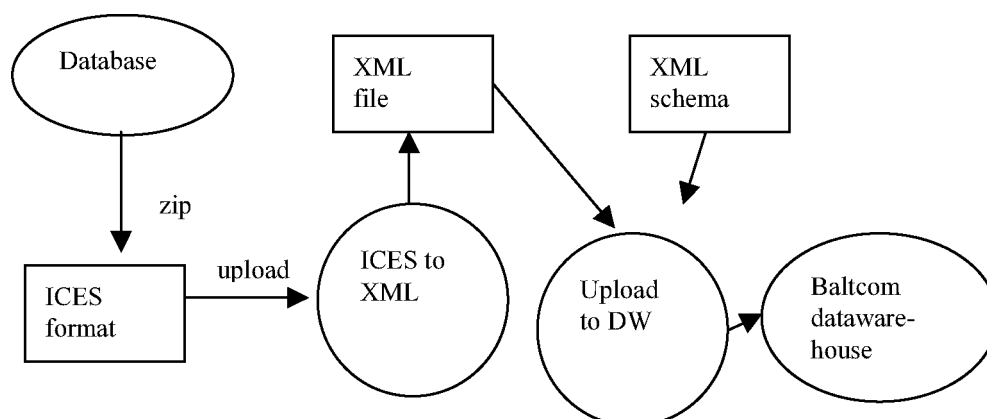 Database
zip
ICES
format
upload
ICES to
XML
XML
file
XML
schema
Upload
to DW
Baltcom
dataware-
house